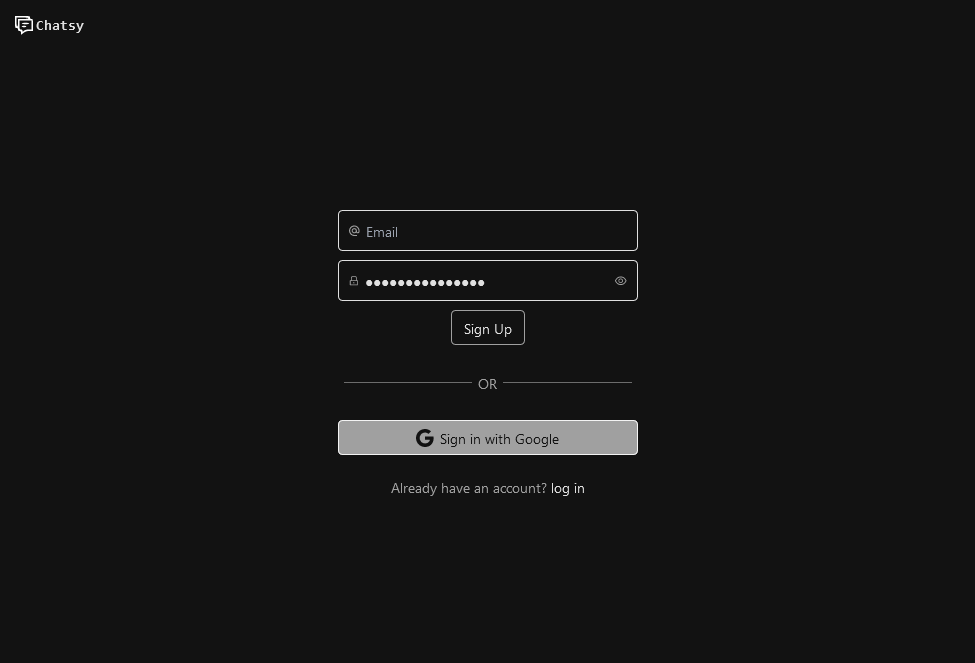 Chatsy
@ Email
●●●●●●●●●●●●●●●
Sign Up
OR
G Sign in with Google
Already have an account? log in